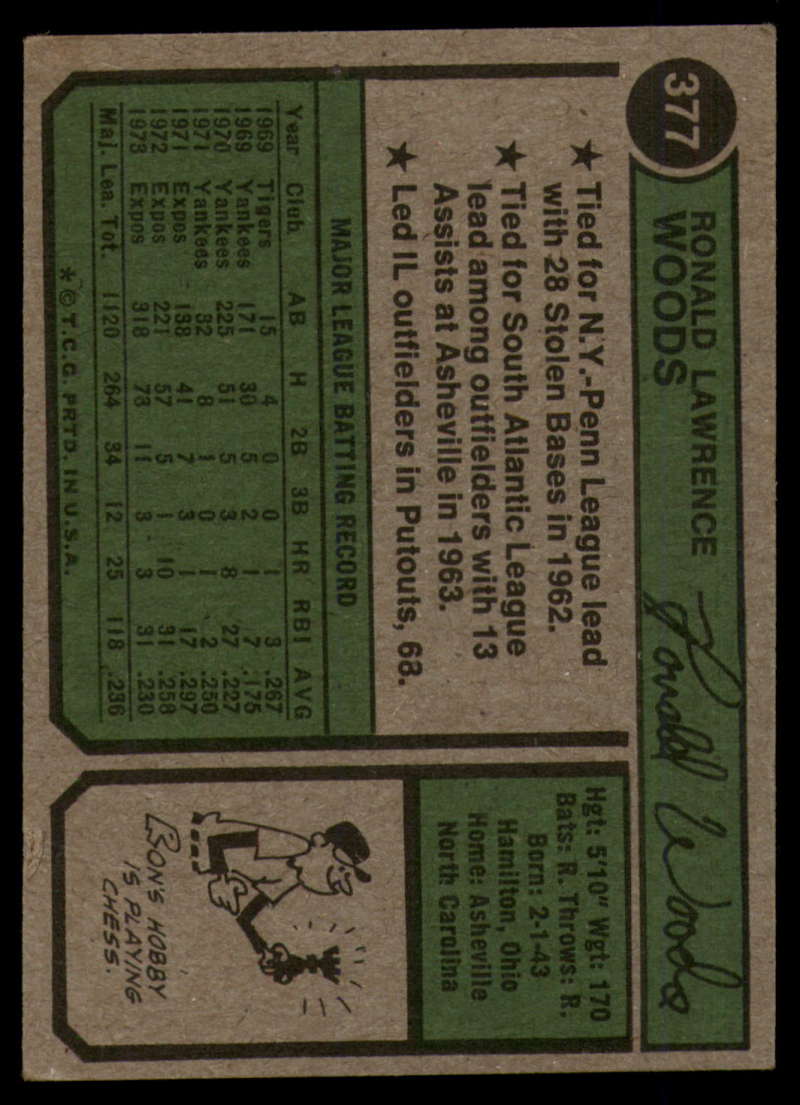 377
RONALD LAWRENCE
WOODS
Ronald Woods
★ Tied for N.Y.-Penn League lead
with 28 Stolen Bases in 1962.
★ Tied for South Atlantic League
lead among outfielders with 13
Assists at Asheville in 1963.
★ Led IL outfielders in Putouts, 68.
MAJOR LEAGUE BATTING RECORD
Year Club AB H 2B 3B HR RBI AVG
1969 Tigers 15 4 0 0 1 3 .267
1969 Yankees 171 30 5 2 1 7 .175
1970 Yankees 225 51 5 3 8 27 .227
1971 Yankees 32 8 1 0 1 2 .250
1971 Expos 138 41 7 3 1 17 .297
1972 Expos 221 57 5 1 10 31 .258
1973 Expos 318 73 11 3 3 31 .230
Maj. Lea. Tot. 1120 264 34 12 25 118 .236
* © T.C.G. PRTD. IN U.S.A.
Hgt: 5'10" Wgt: 170
Bats: R. Throws: R.
Born: 2-1-43
Hamilton, Ohio
Home: Asheville
North Carolina
RON'S HOBBY
IS PLAYING
CHESS.